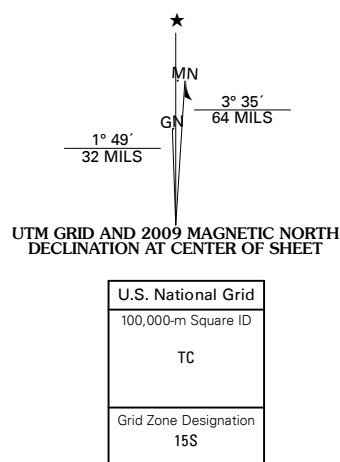 ★
MN
3° 35´
64 MILS
GN
1° 49´
32 MILS
UTM GRID AND 2009 MAGNETIC NORTH
DECLINATION AT CENTER OF SHEET
U.S. National Grid
100,000-m Square ID
TC
Grid Zone Designation
15S